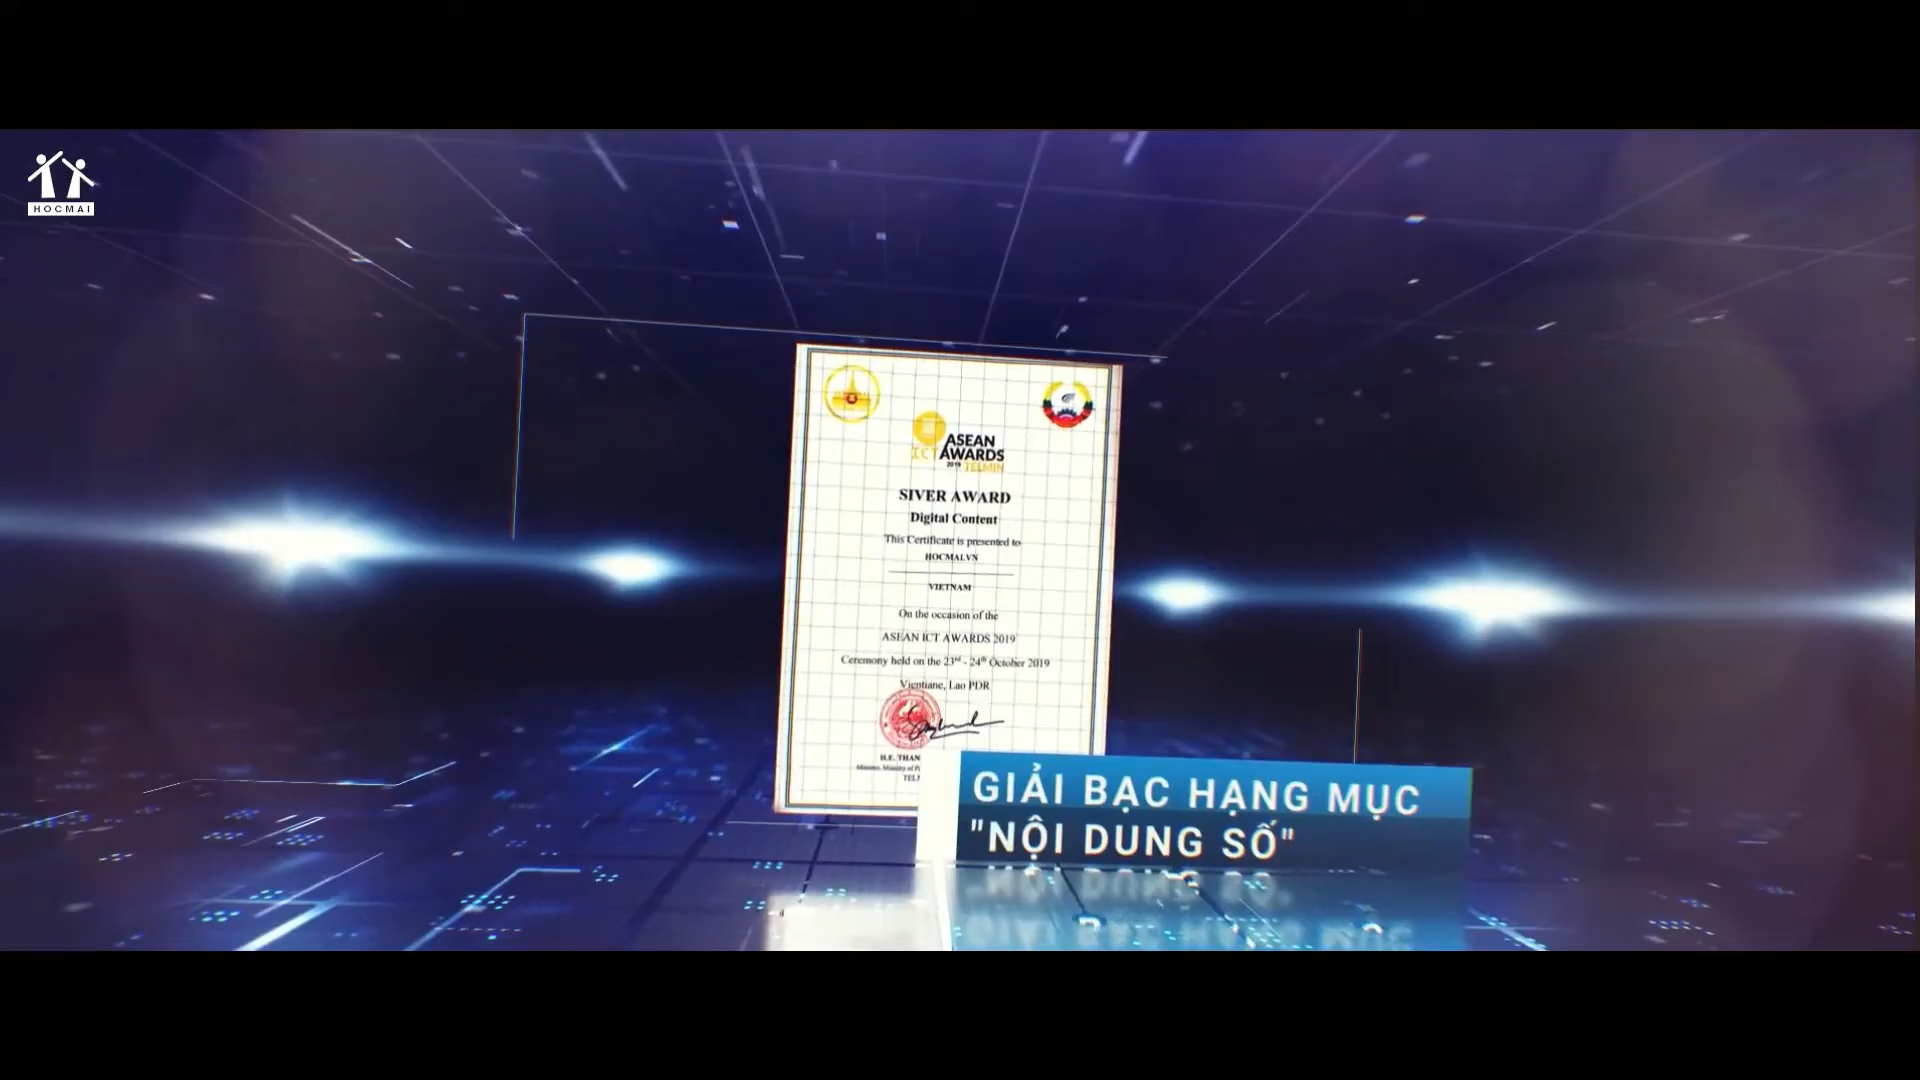 HOCMAI
ASEAN
ICT AWARDS
2019 TELMIN
SIVER AWARD
Digital Content
This Certificate is presented to
HOCMAI.VN
VIETNAM
On the occasion of the
ASEAN ICT AWARDS 2019
Ceremony held on the 23rd - 24th October 2019
Vientiane, Lao PDR
H.E. THAN
GIẢI BẠC HẠNG MỤC
"NỘI DUNG SỐ"